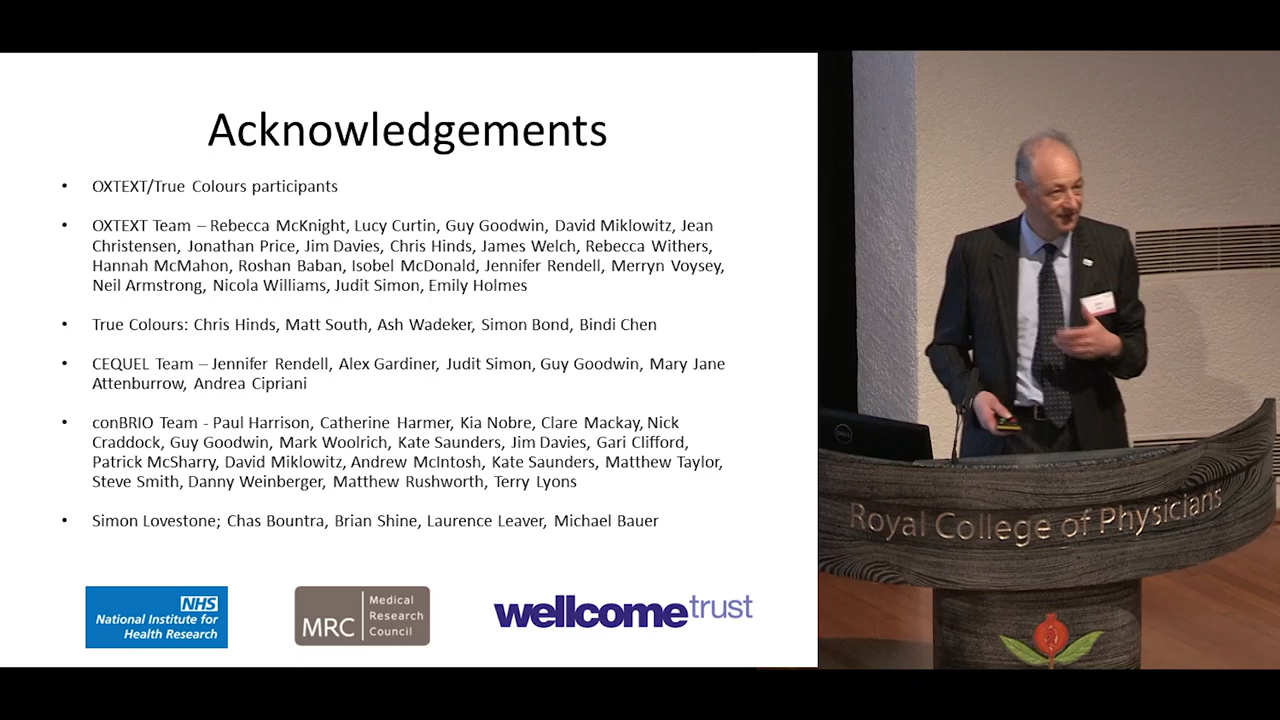 Acknowledgements
• OXTEXT/True Colours participants
• OXTEXT Team – Rebecca McKnight, Lucy Curtin, Guy Goodwin, David Miklowitz, Jean
Christensen, Jonathan Price, Jim Davies, Chris Hinds, James Welch, Rebecca Withers,
Hannah McMahon, Roshan Baban, Isobel McDonald, Jennifer Rendell, Merryn Voysey,
Neil Armstrong, Nicola Williams, Judit Simon, Emily Holmes
• True Colours: Chris Hinds, Matt South, Ash Wadeker, Simon Bond, Bindi Chen
• CEQUEL Team – Jennifer Rendell, Alex Gardiner, Judit Simon, Guy Goodwin, Mary Jane
Attenburrow, Andrea Cipriani
• conBRIO Team - Paul Harrison, Catherine Harmer, Kia Nobre, Clare Mackay, Nick
Craddock, Guy Goodwin, Mark Woolrich, Kate Saunders, Jim Davies, Gari Clifford,
Patrick McSharry, David Miklowitz, Andrew McIntosh, Kate Saunders, Matthew Taylor,
Steve Smith, Danny Weinberger, Matthew Rushworth, Terry Lyons
• Simon Lovestone; Chas Bountra, Brian Shine, Laurence Leaver, Michael Bauer
NHS
National Institute for
Health Research
MRC
Medical
Research
Council
wellcometrust
DELL
Royal College of Physicians